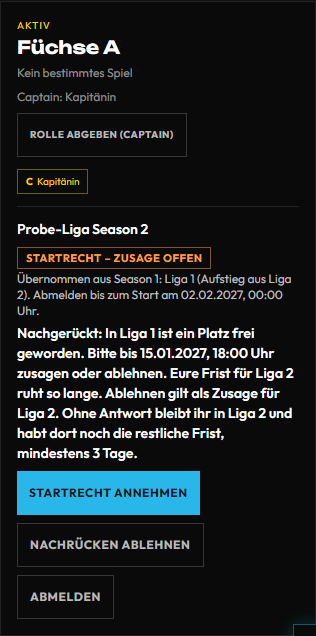 AKTIV
Füchse A
Kein bestimmtes Spiel
Captain: Kapitänin
ROLLE ABGEBEN (CAPTAIN)
C Kapitänin
Probe-Liga Season 2
STARTRECHT – ZUSAGE OFFEN
Übernommen aus Season 1: Liga 1 (Aufstieg aus Liga
2). Abmelden bis zum Start am 02.02.2027, 00:00
Uhr.
Nachgerückt: In Liga 1 ist ein Platz frei
geworden. Bitte bis 15.01.2027, 18:00 Uhr
zusagen oder ablehnen. Eure Frist für Liga 2
ruht so lange. Ablehnen gilt als Zusage für
Liga 2. Ohne Antwort bleibt ihr in Liga 2 und
habt dort noch die restliche Frist,
mindestens 3 Tage.
STARTRECHT ANNEHMEN
NACHRÜCKEN ABLEHNEN
ABMELDEN